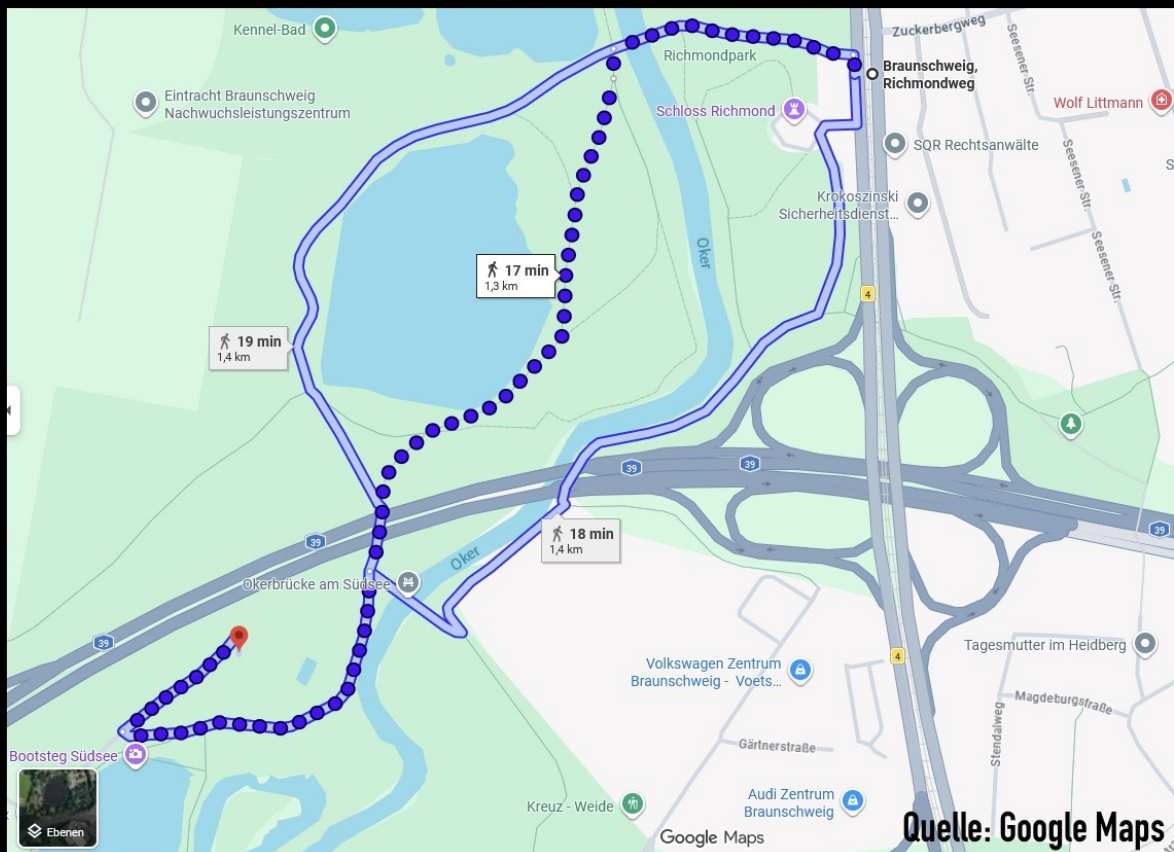 Kennel-Bad
Zuckerbergweg
Richmondpark
Braunschweig,
Richmondweg
Seesener Str.
Eintracht Braunschweig
Nachwuchsleistungszentrum
Wolf Littmann
Schloss Richmond
SQR Rechtsanwälte
Seesener Str.
S
Krokoszinski
Sicherheitsdienst...
Oker
Seesener Str.
17 min
1,3 km
4
19 min
1,4 km
39
39
39
39
18 min
1,4 km
Oker
Okerbrücke am Südsee
39
4
Tagesmutter im Heidberg
Volkswagen Zentrum
Braunschweig - Voets...
Magdeburgstraße
Stendalweg
Gärtnerstraße
Bootsteg Südsee
Audi Zentrum
Braunschweig
Kreuz - Weide
Ebenen
Google Maps
Quelle: Google Maps